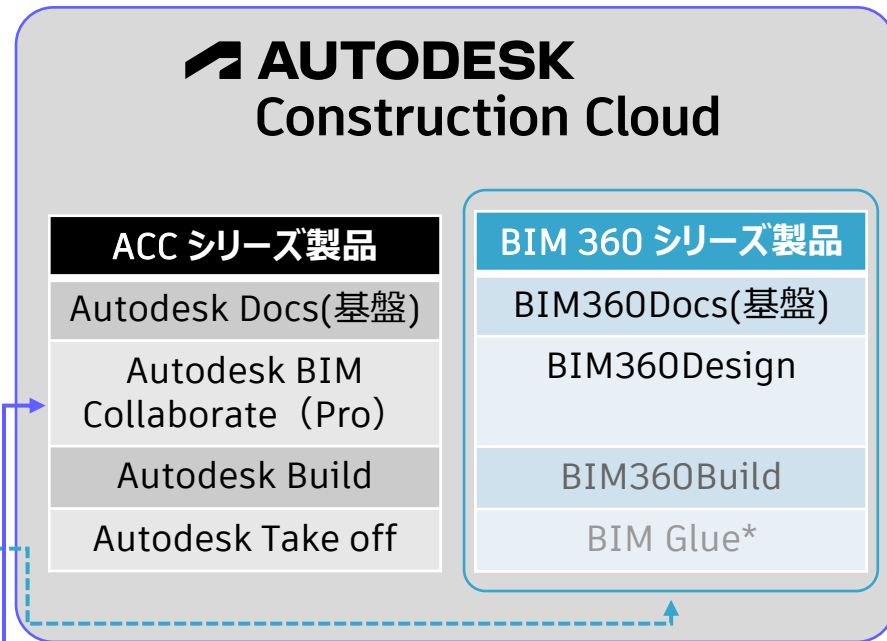 AUTODESK
Construction Cloud
ACC シリーズ製品
Autodesk Docs(基盤)
Autodesk BIM
Collaborate（Pro）
Autodesk Build
Autodesk Take off
BIM 360 シリーズ製品
BIM360Docs(基盤)
BIM360Design
BIM360Build
BIM Glue*